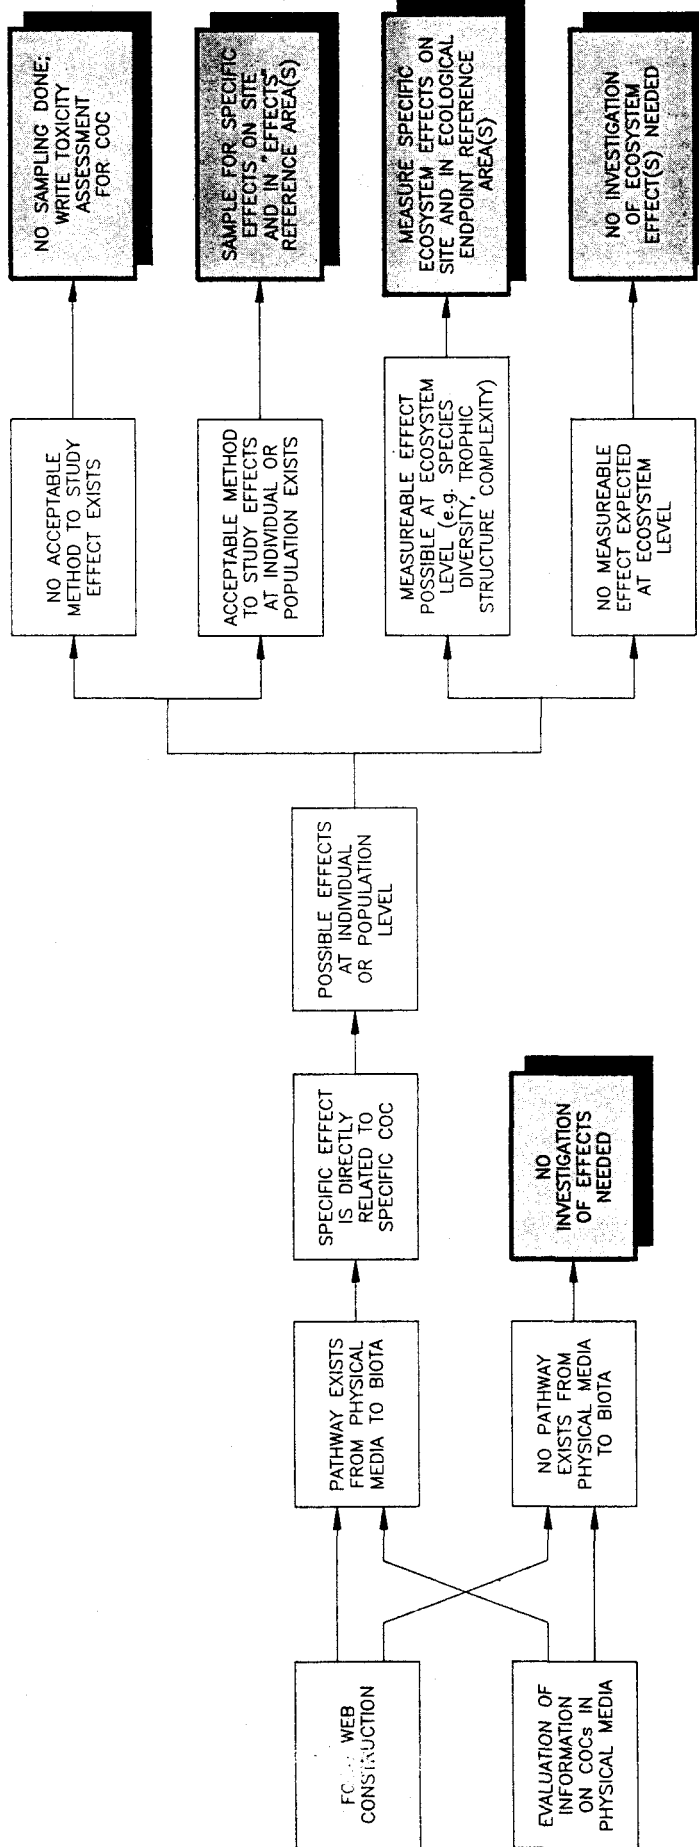 FO
WEB
CONSTRUCTION
EVALUATION OF
INFORMATION
ON COCs IN
PHYSICAL MEDIA
PATHWAY EXISTS
FROM PHYSICAL
MEDIA TO BIOTA
NO PATHWAY
EXISTS FROM
PHYSICAL MEDIA
TO BIOTA
SPECIFIC EFFECT
IS DIRECTLY
RELATED TO
SPECIFIC COC
NO
INVESTIGATION
OF EFFECTS
NEEDED
POSSIBLE EFFECTS
AT INDIVIDUAL
OR POPULATION
LEVEL
NO ACCEPTABLE
METHOD TO STUDY
EFFECT EXISTS
ACCEPTABLE METHOD
TO STUDY EFFECTS
AT INDIVIDUAL OR
POPULATION EXISTS
MEASUREABLE EFFECT
POSSIBLE AT ECOSYSTEM
LEVEL (e.g. SPECIES
DIVERSITY, TROPHIC
STRUCTURE COMPLEXITY)
NO MEASUREABLE
EFFECT EXPECTED
AT ECOSYSTEM
LEVEL
NO SAMPLING DONE;
WRITE TOXICITY
ASSESSMENT
FOR COC
SAMPLE FOR SPECIFIC
EFFECTS ON SITE
AND IN "EFFECTS"
REFERENCE AREA(S)
MEASURE SPECIFIC
ECOSYSTEM EFFECTS ON
SITE AND IN ECOLOGICAL
ENDPOINT REFERENCE
AREA(S)
NO INVESTIGATION
OF ECOSYSTEM
EFFECT(S) NEEDED